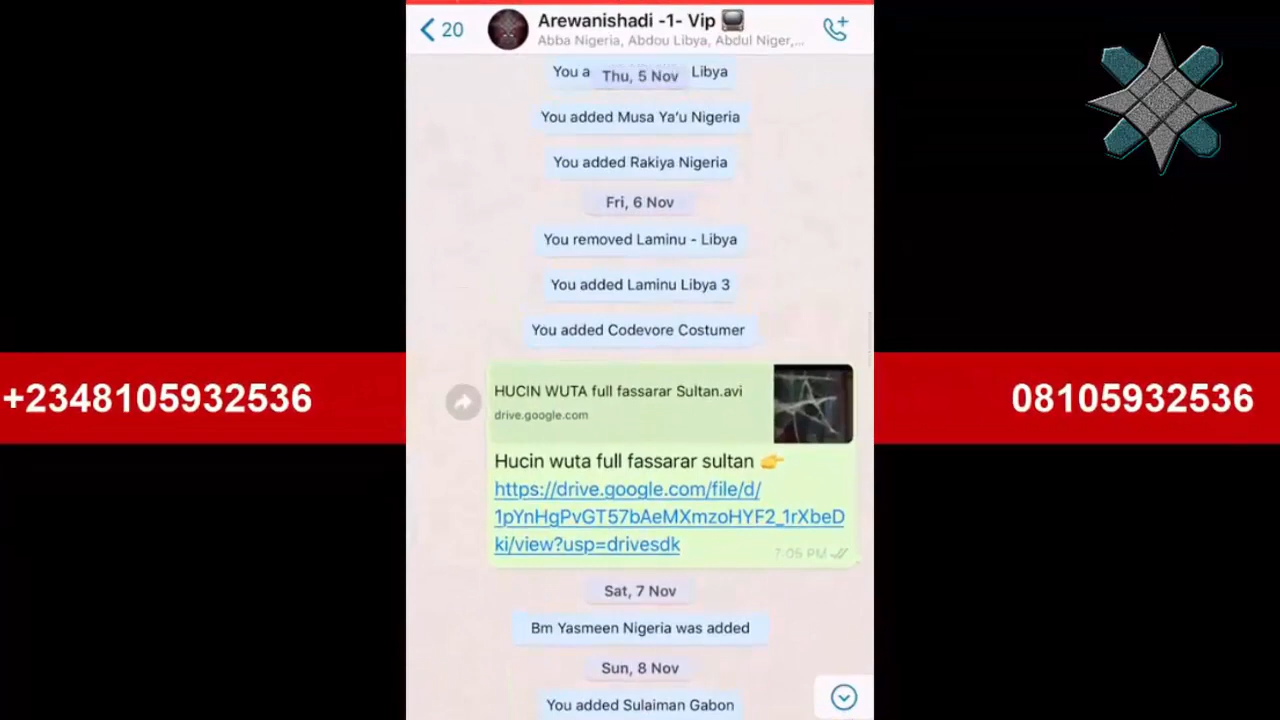 20
Arewanishadi -1- Vip
Abba Nigeria, Abdou Libya, Abdul Niger,...
You a
Libya
Thu, 5 Nov
You added Musa Ya'u Nigeria
You added Rakiya Nigeria
Fri, 6 Nov
You removed Laminu - Libya
You added Laminu Libya 3
You added Codevore Costumer
HUCIN WUTA full fassarar Sultan.avi
drive.google.com
+2348105932536
08105932536
Hucin wuta full fassarar sultan 👉
https://drive.google.com/file/d/
1pYnHgPvGT57bAeMXmzoHYF2_1rXbeD
ki/view?usp=drivesdk
7:05 PM
Sat, 7 Nov
Bm Yasmeen Nigeria was added
Sun, 8 Nov
You added Sulaiman Gabon